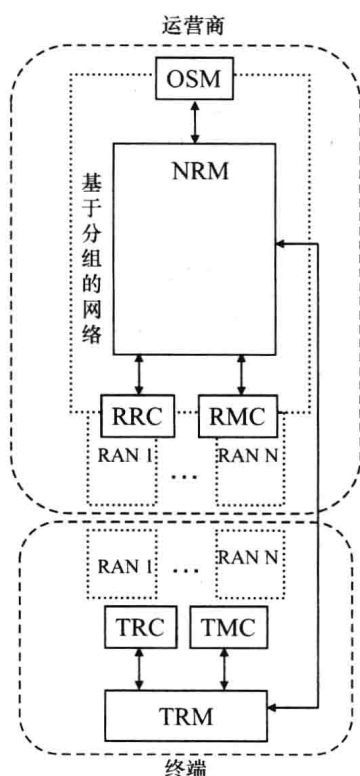 运营商
OSM
NRM
基于分组的网络
RRC
RMC
RAN 1
...
RAN N
RAN 1
...
RAN N
TRC
TMC
TRM
终端